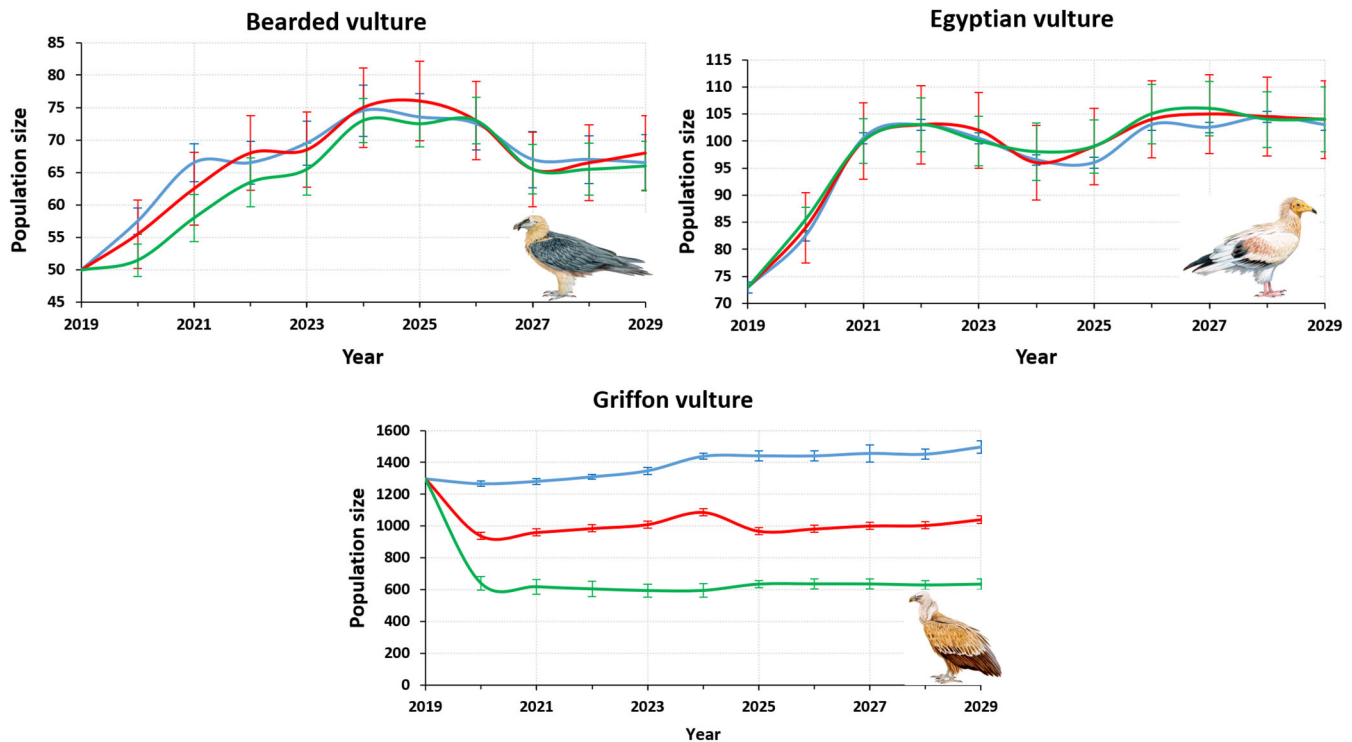 Bearded vulture
85
80
75
70
65
60
55
50
45
Population size
2019 2021 2023 2025 2027 2029
Year
Egyptian vulture
115
110
105
100
95
90
85
80
75
70
Population size
2019 2021 2023 2025 2027 2029
Year
Griffon vulture
1600
1400
1200
1000
800
600
400
200
0
Population size
2019 2021 2023 2025 2027 2029
Year